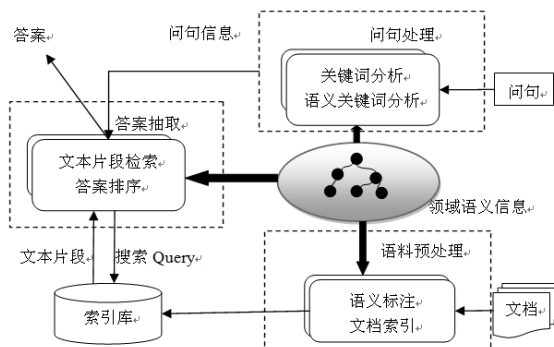 答案
问句信息
问句处理
关键词分析
语义关键词分析
问句
答案抽取
文本片段检索
答案排序
领域语义信息
文本片段
搜索 Query
语料预处理
索引库
语义标注
文档索引
文档